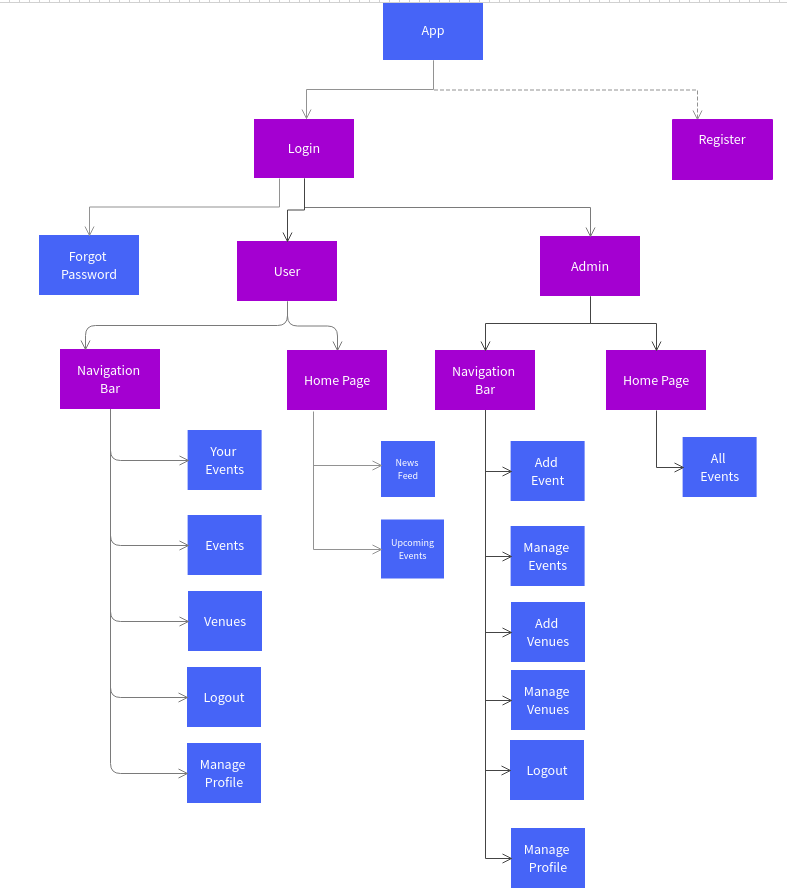 App
Login
Register
Forgot
Password
User
Admin
Navigation
Bar
Home Page
Navigation
Bar
Home Page
Your
Events
News
Feed
Add
Event
All
Events
Events
Upcoming
Events
Manage
Events
Venues
Add
Venues
Logout
Manage
Venues
Manage
Profile
Logout
Manage
Profile